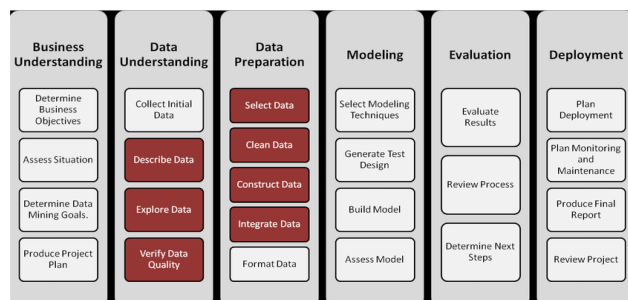 Business
Understanding
Determine
Business
Objectives
Assess Situation
Determine Data
Mining Goals.
Produce Project
Plan
Data
Understanding
Collect Initial
Data
Describe Data
Explore Data
Verify Data
Quality
Data
Preparation
Select Data
Clean Data
Construct Data
Integrate Data
Format Data
Modeling
Select Modeling
Techniques
Generate Test
Design
Build Model
Assess Model
Evaluation
Evaluate
Results
Review Process
Determine Next
Steps
Deployment
Plan
Deployment
Plan Monitoring
and
Maintenance
Produce Final
Report
Review Project